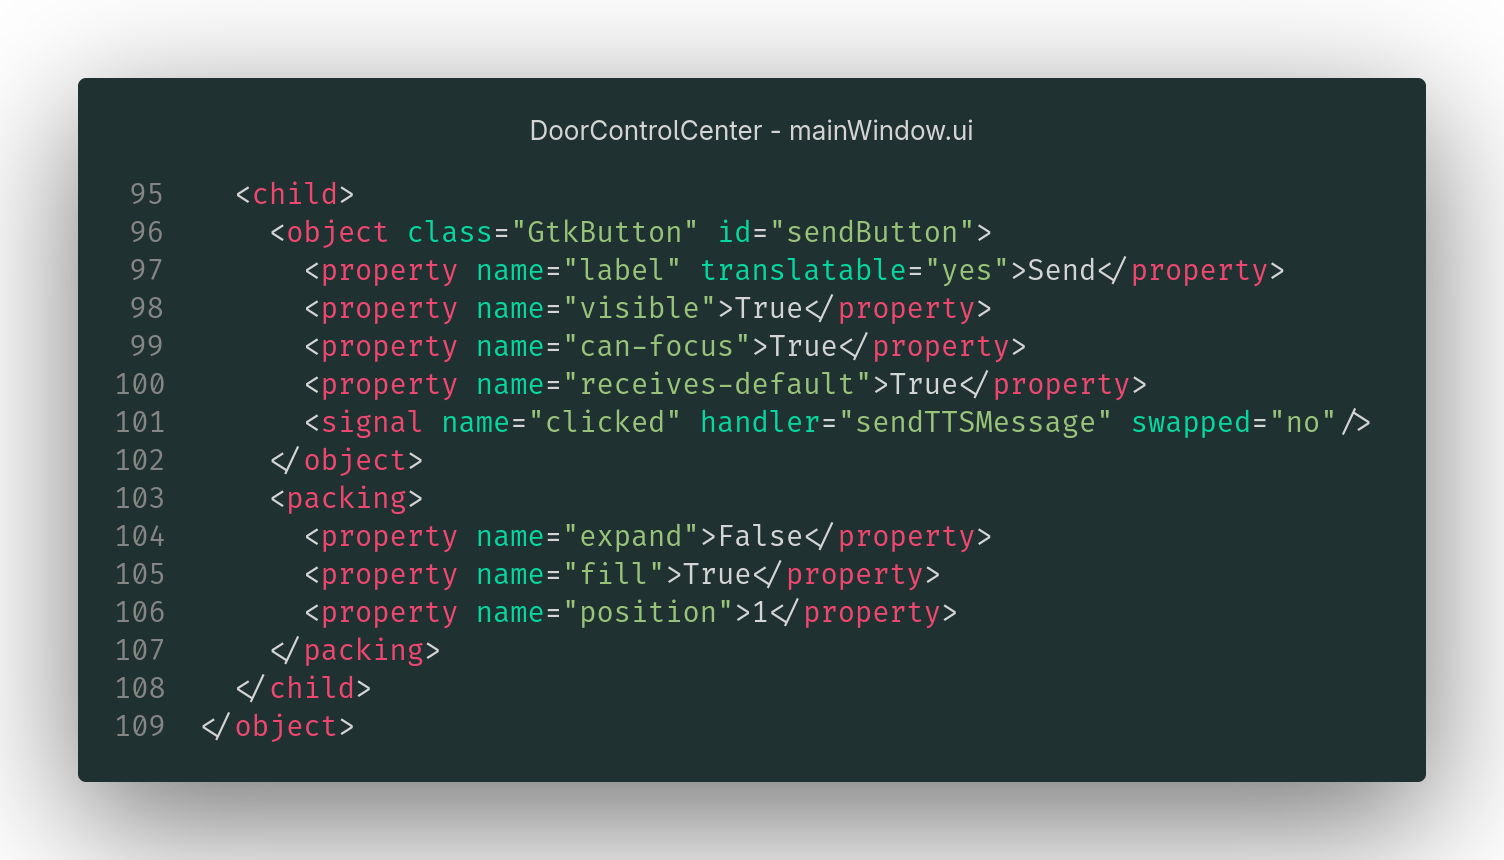 DoorControlCenter - mainWindow.ui
95    <child>
96      <object class="GtkButton" id="sendButton">
97        <property name="label" translatable="yes">Send</property>
98        <property name="visible">True</property>
99        <property name="can-focus">True</property>
100        <property name="receives-default">True</property>
101        <signal name="clicked" handler="sendTTSMessage" swapped="no"/>
102      </object>
103      <packing>
104        <property name="expand">False</property>
105        <property name="fill">True</property>
106        <property name="position">1</property>
107      </packing>
108    </child>
109  </object>